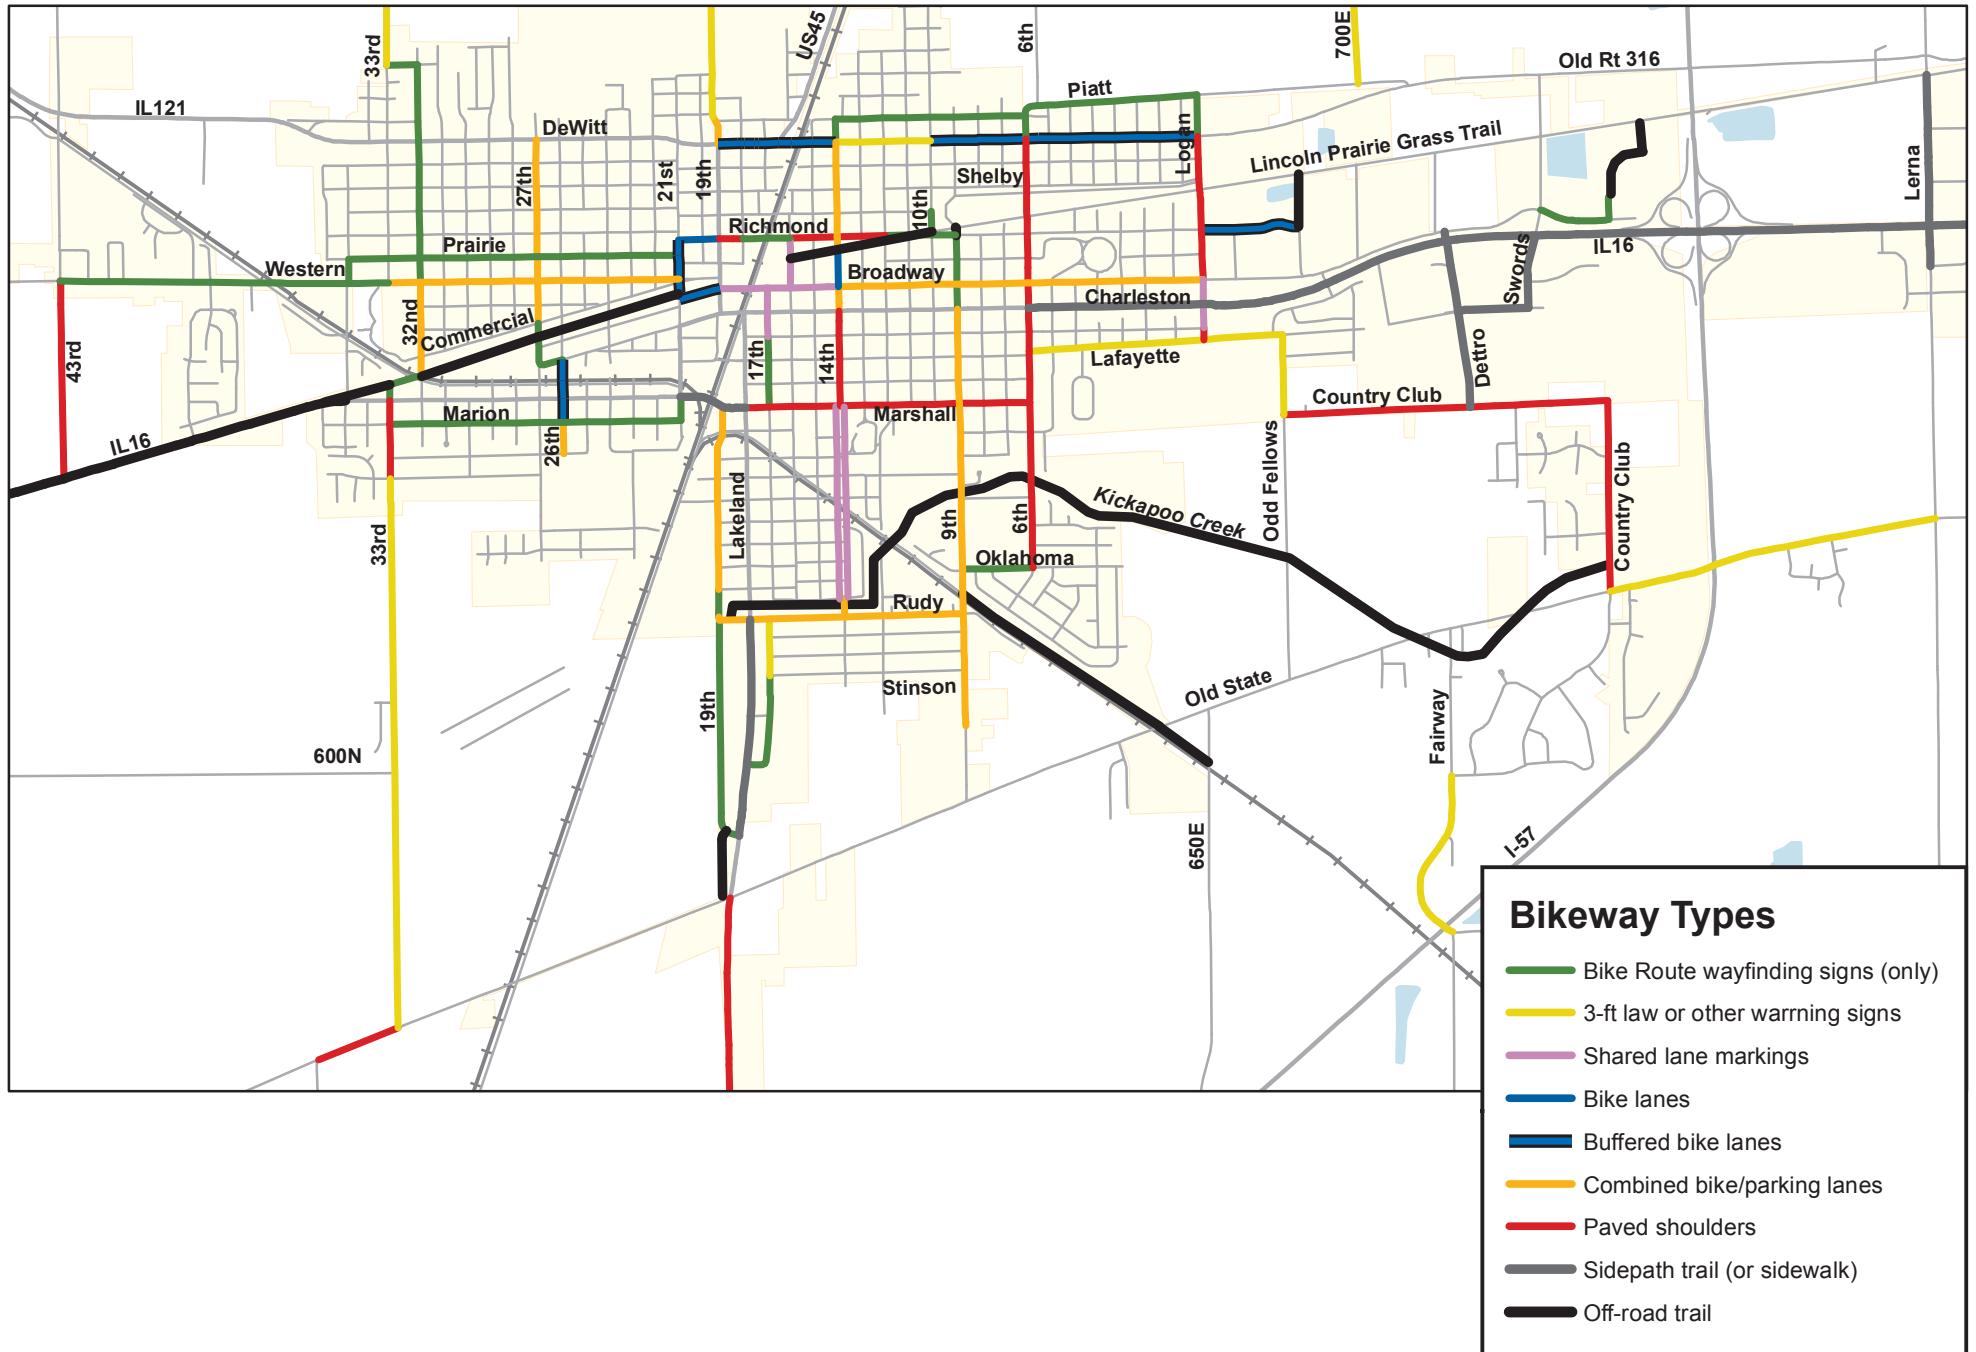 33rd
US45
6th
700E
Old Rt 316
IL121
DeWitt
Piatt
Logan
Lincoln Prairie Grass Trail
Lerna
27th
21st
19th
Shelby
10th
Richmond
Prairie
Western
Broadway
Charleston
Swords
IL16
32nd
Commercial
43rd
17th
14th
Lafayette
Dettro
Country Club
Marion
Marshall
IL16
26th
Lakeland
9th
6th
Kickapoo Creek
Odd Fellows
Country Club
33rd
Oklahoma
Rudy
Stinson
19th
Old State
Fairway
600N
650E
I-57
Bikeway Types
Bike Route wayfinding signs (only)
3-ft law or other warrning signs
Shared lane markings
Bike lanes
Buffered bike lanes
Combined bike/parking lanes
Paved shoulders
Sidepath trail (or sidewalk)
Off-road trail